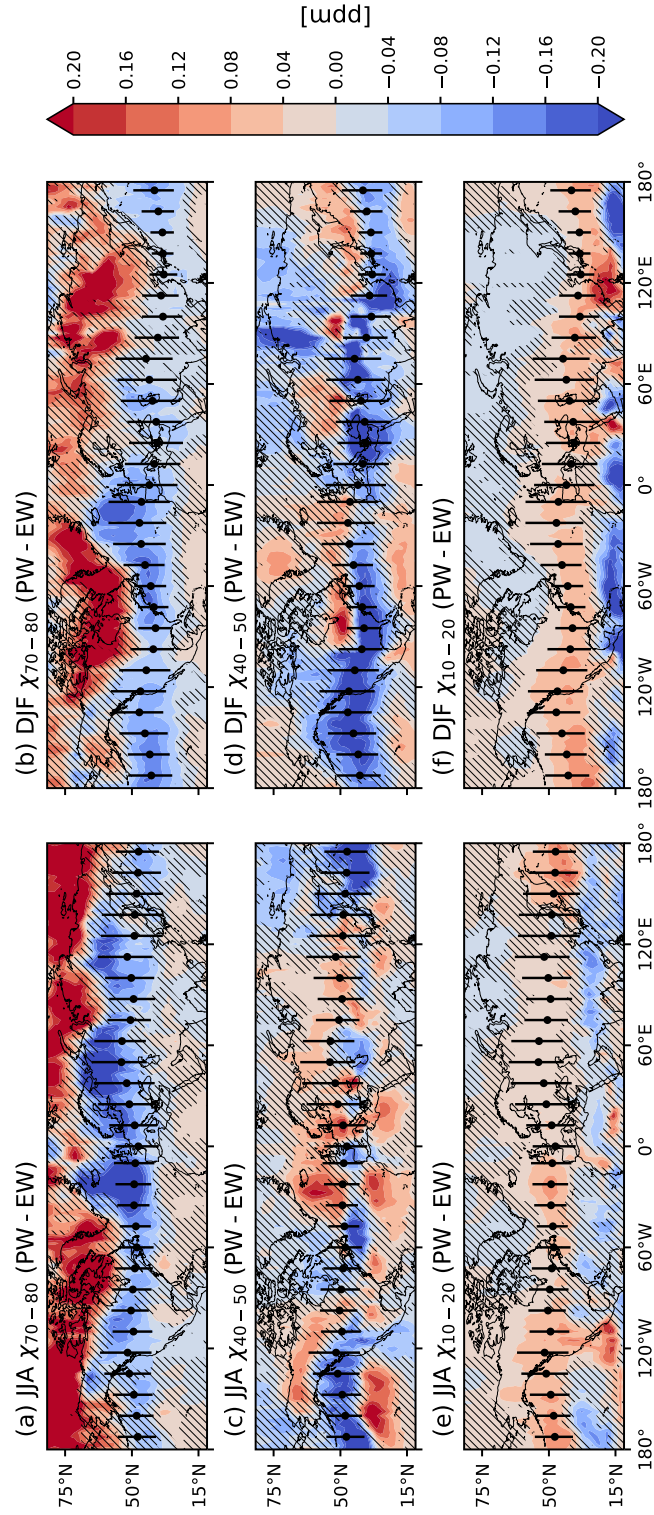 (a) JJA χ₇₀₋₈₀ (PW - EW)
75°N
50°N
15°N
(b) DJF χ₇₀₋₈₀ (PW - EW)
(c) JJA χ₄₀₋₅₀ (PW - EW)
75°N
50°N
15°N
(d) DJF χ₄₀₋₅₀ (PW - EW)
(e) JJA χ₁₀₋₂₀ (PW - EW)
75°N
50°N
15°N
180° 120°W 60°W 0° 60°E 120°E 180°
(f) DJF χ₁₀₋₂₀ (PW - EW)
180° 120°W 60°W 0° 60°E 120°E 180°
0.20
0.16
0.12
0.08
0.04
0.00
−0.04
−0.08
−0.12
−0.16
−0.20
[ppm]